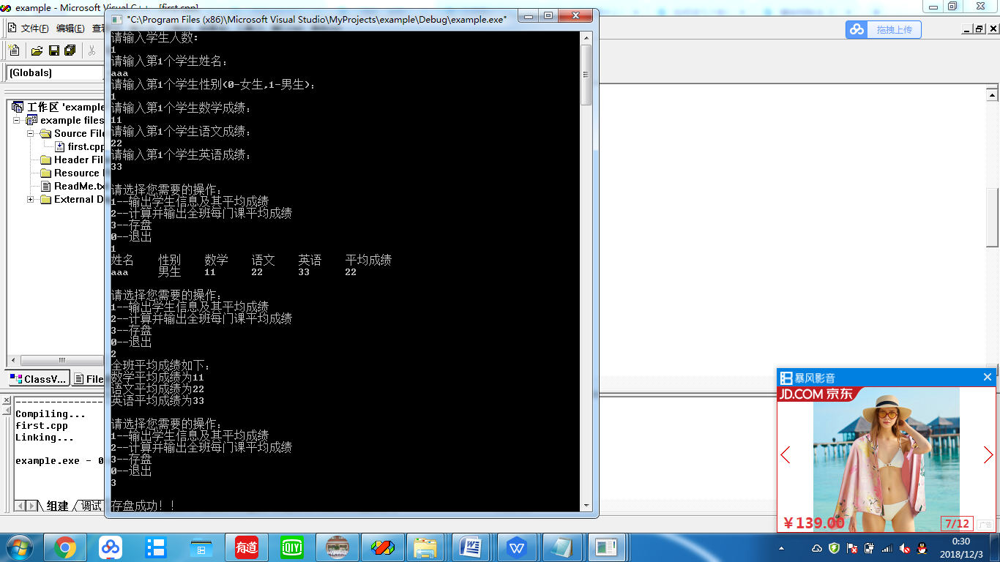 example - Microsoft Visual C++ - [first.cpp]
文件(F) 编辑(E) 查看
拖拽上传
(Globals)
工作区 'example
example files
Source File
first.cpp
Header File
Resource
ReadMe.tx
External D
ClassV...
File
"C:\Program Files (x86)\Microsoft Visual Studio\MyProjects\example\Debug\example.exe"
请输入学生人数:
1
请输入第1个学生姓名:
aaa
请输入第1个学生性别(0-女生,1-男生):
1
请输入第1个学生数学成绩:
11
请输入第1个学生语文成绩:
22
请输入第1个学生英语成绩:
33
请选择您需要的操作:
1--输出学生信息及其平均成绩
2--计算并输出全班每门课平均成绩
3--存盘
0--退出
1
姓名 性别 数学 语文 英语 平均成绩
aaa 男生 11 22 33 22
请选择您需要的操作:
1--输出学生信息及其平均成绩
2--计算并输出全班每门课平均成绩
3--存盘
0--退出
2
全班平均成绩如下:
数学平均成绩为11
语文平均成绩为22
英语平均成绩为33
请选择您需要的操作:
1--输出学生信息及其平均成绩
2--计算并输出全班每门课平均成绩
3--存盘
0--退出
3
存盘成功!!
Compiling...
first.cpp
Linking...
example.exe - 0
组建 调试
暴风影音
JD.COM 京东
¥139.00
7/12
广告
有道
QIY
0:30
2018/12/3